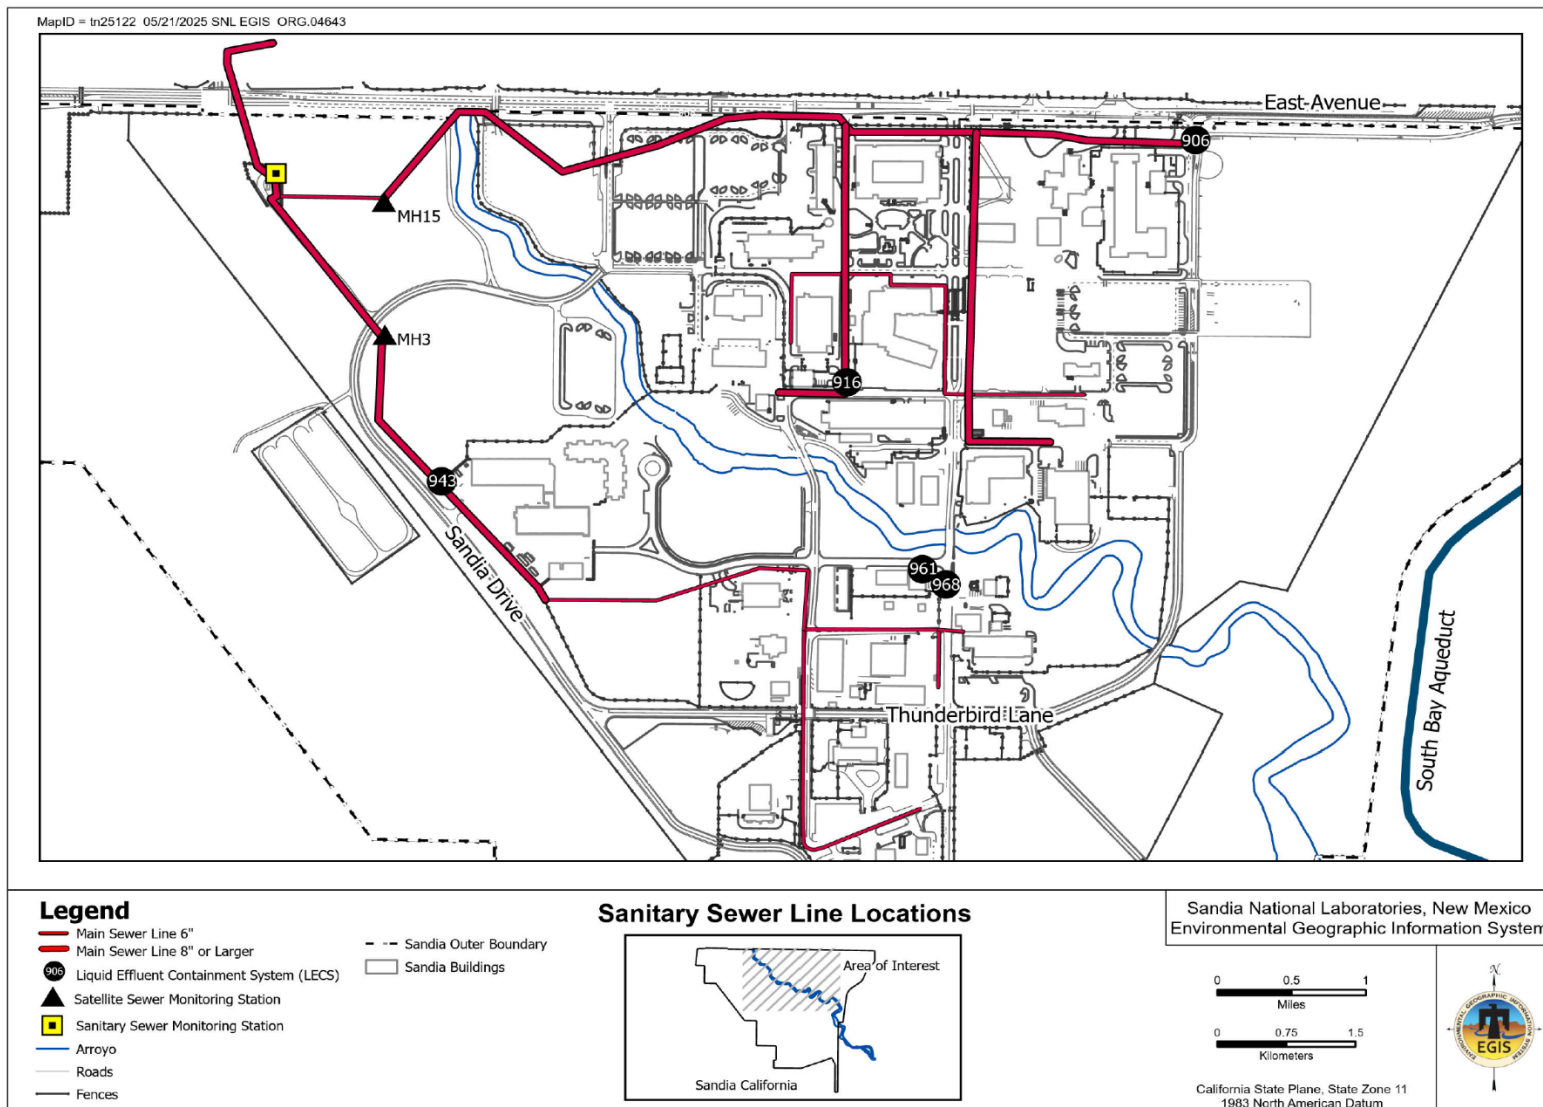 MapID = tn25122 05/21/2025 SNL EGIS ORG.04643
East Avenue
906
MH15
MH3
916
943
Sandia Drive
961
968
Thunderbird Lane
South Bay Aqueduct
Legend
Main Sewer Line 6"
Main Sewer Line 8" or Larger
906 Liquid Effluent Containment System (LECS)
Satellite Sewer Monitoring Station
Sanitary Sewer Monitoring Station
Arroyo
Roads
Fences
Sandia Outer Boundary
Sandia Buildings
Sanitary Sewer Line Locations
Area of Interest
Sandia California
Sandia National Laboratories, New Mexico
Environmental Geographic Information System
0 0.5 1
Miles
0 0.75 1.5
Kilometers
California State Plane, State Zone 11
1983 North American Datum
N
ENVIRONMENTAL GEOGRAPHIC INFORMATION SYSTEM
EGIS